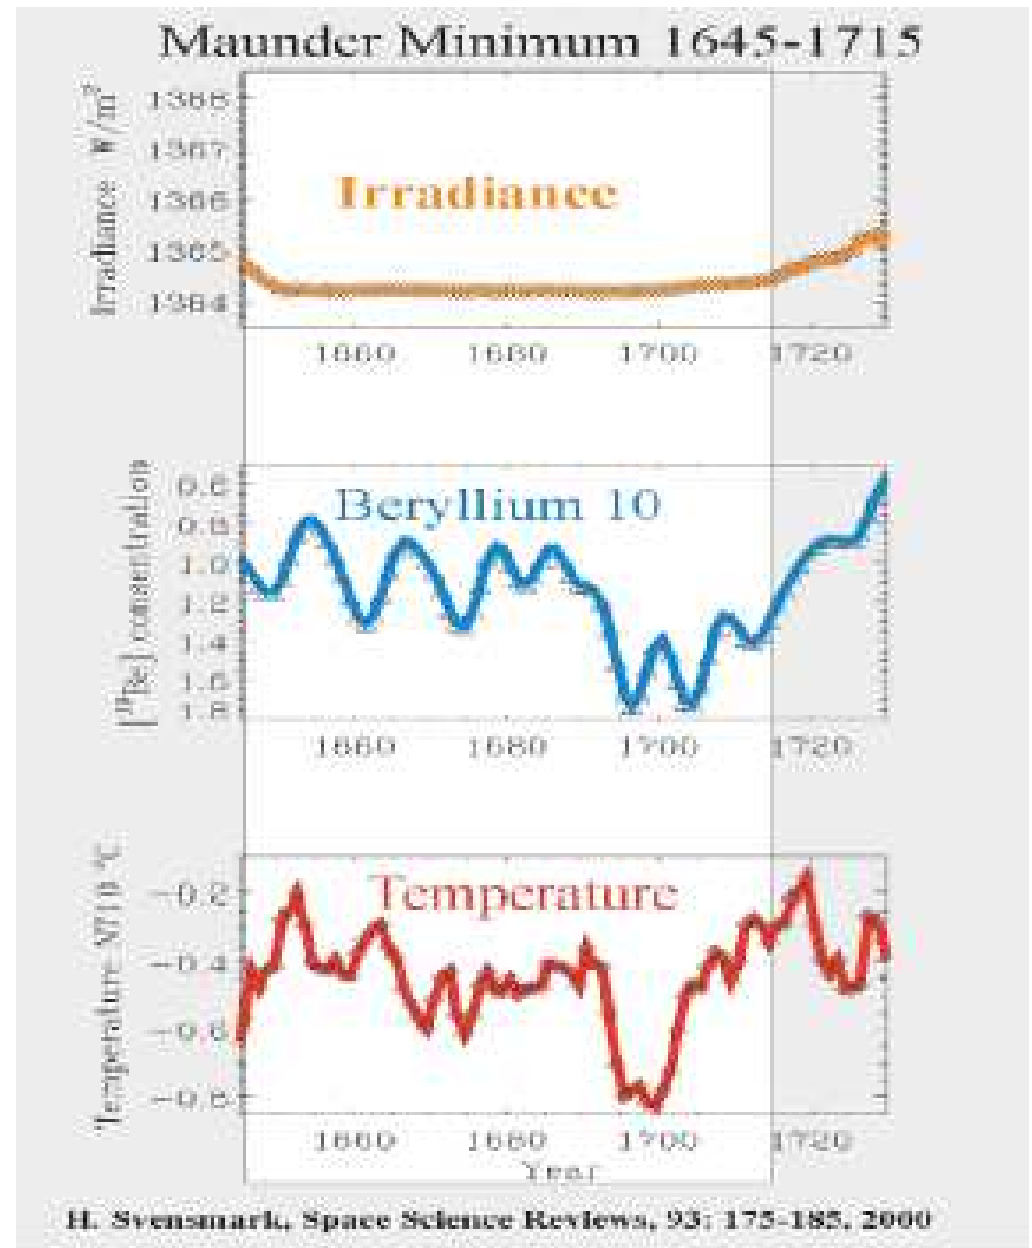 Maunder Minimum 1645-1715
Irradiance W/m²
1368
1367
1366
1365
1364
Irradiance
1660 1680 1700 1720
[¹⁰Be] concentration
0.6
0.8
1.0
1.2
1.4
1.6
1.8
Beryllium 10
1660 1680 1700 1720
Temperature °C
-0.2
-0.4
-0.6
-0.8
Temperature
1660 1680 1700 1720
Year
H. Svensmark, Space Science Reviews, 93: 175-185, 2000